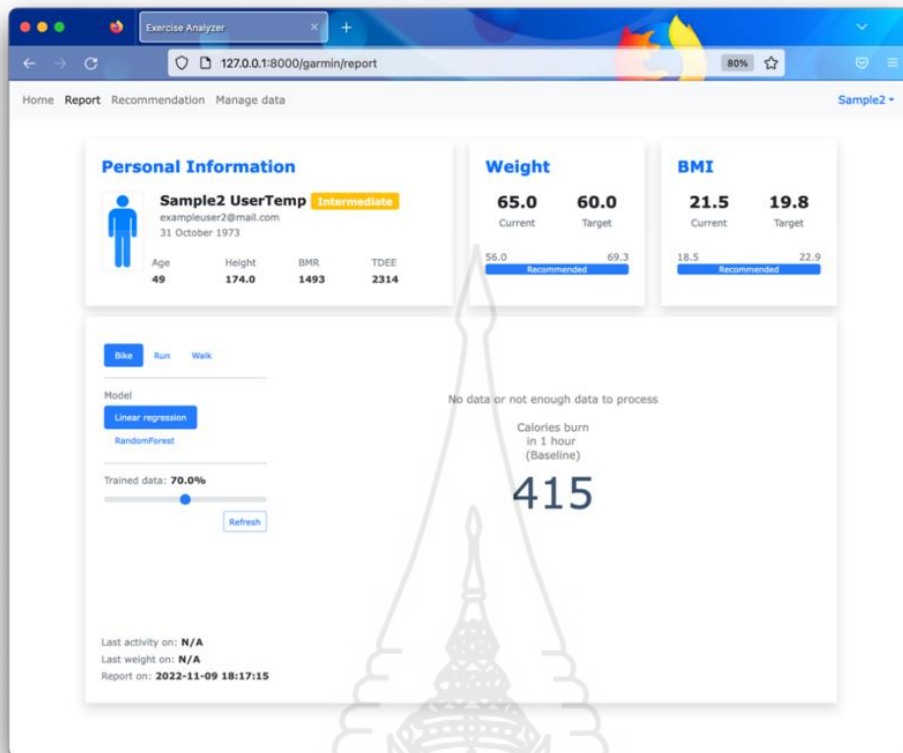 Exercise Analyzer
127.0.0.1:8000/garmin/report
80%
Home Report Recommendation Manage data
Sample2
Personal Information
Sample2 UserTemp Intermediate
exampleuser2@mail.com
31 October 1973
Age Height BMR TDEE
49 174.0 1493 2314
Weight
65.0 60.0
Current Target
56.0 69.3
Recommended
BMI
21.5 19.8
Current Target
18.5 22.9
Recommended
Bike Run Walk
Model
Linear regression
RandomForest
Trained data: 70.0%
Refresh
No data or not enough data to process
Calories burn
in 1 hour
(Baseline)
415
Last activity on: N/A
Last weight on: N/A
Report on: 2022-11-09 18:17:15